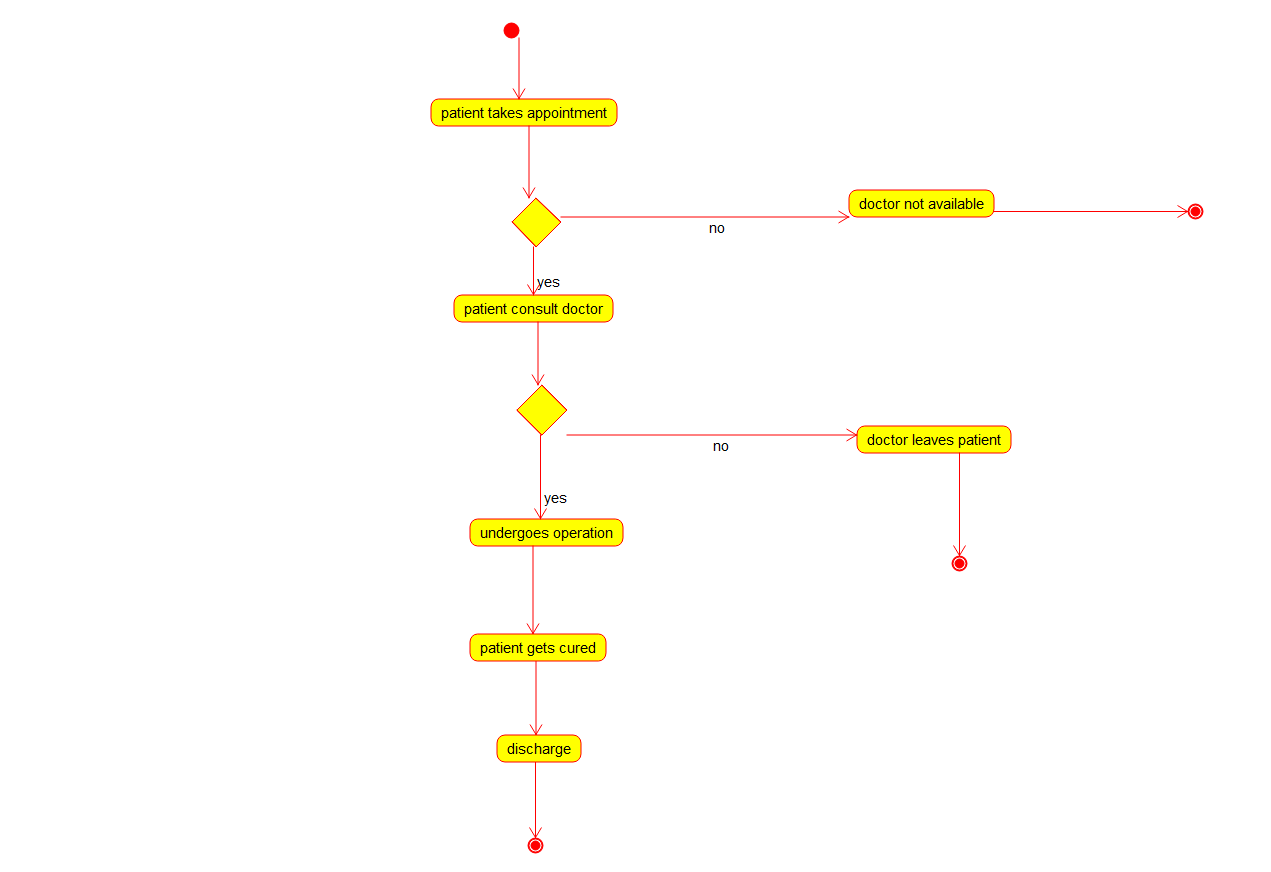 patient takes appointment
doctor not available
no
yes
patient consult doctor
doctor leaves patient
no
yes
undergoes operation
patient gets cured
discharge